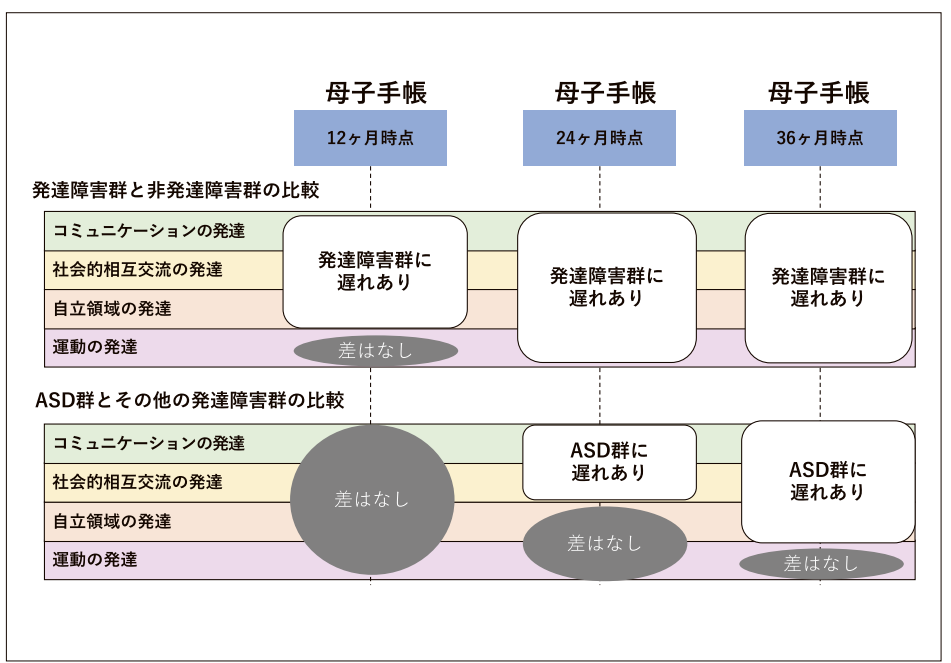 母子手帳
母子手帳
母子手帳
12ヶ月時点
24ヶ月時点
36ヶ月時点
発達障害群と非発達障害群の比較
コミュニケーションの発達
社会的相互交流の発達
自立領域の発達
運動の発達
発達障害群に
遅れあり
差はなし
発達障害群に
遅れあり
発達障害群に
遅れあり
ASD群とその他の発達障害群の比較
コミュニケーションの発達
社会的相互交流の発達
自立領域の発達
運動の発達
差はなし
ASD群に
遅れあり
差はなし
ASD群に
遅れあり
差はなし